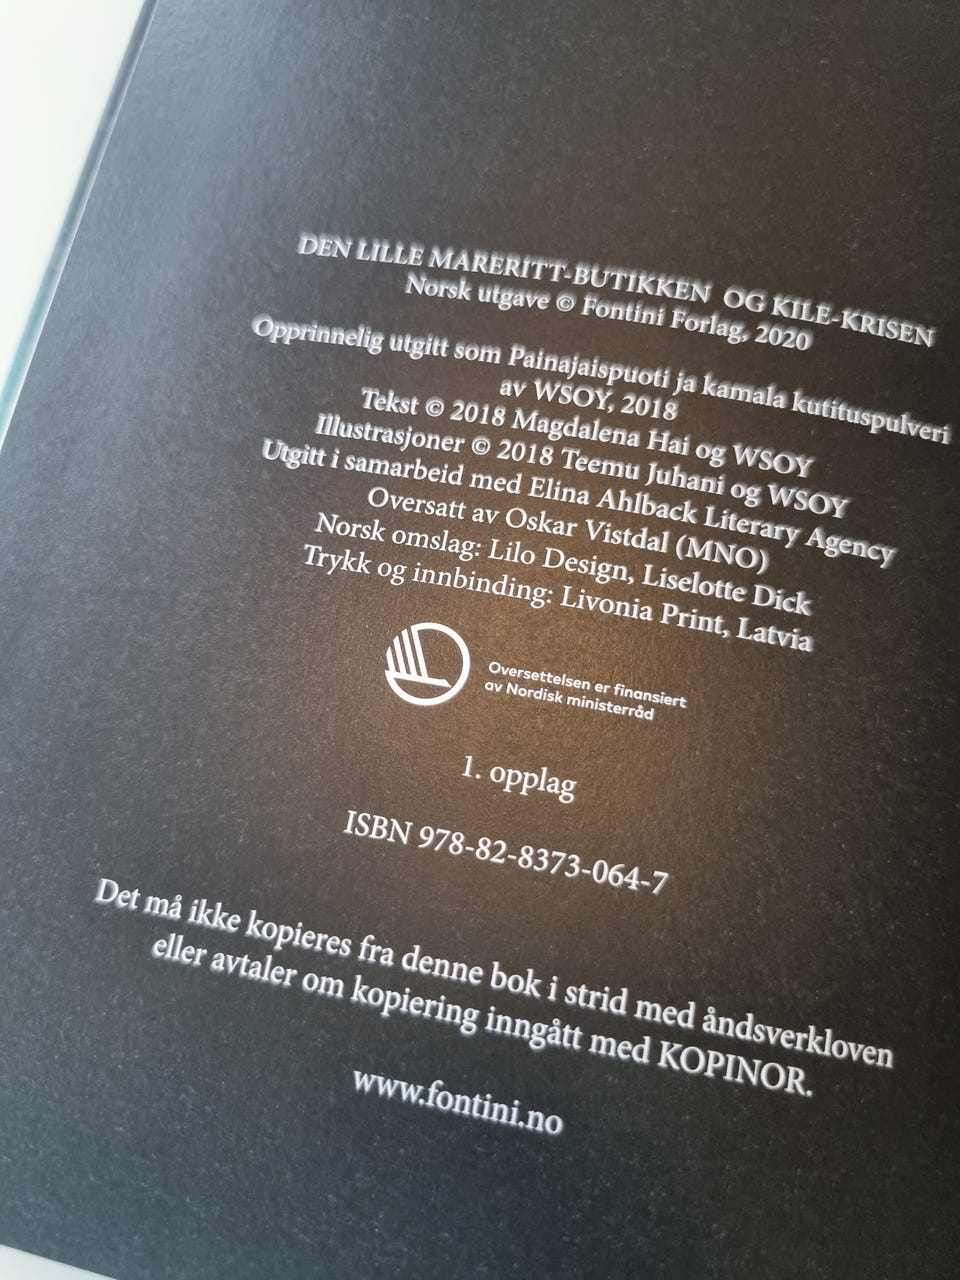 DEN LILLE MARERITT-BUTIKKEN OG KILE-KRISEN
Norsk utgave © Fontini Forlag, 2020
Opprinnelig utgitt som Painajaispuoti ja kamala kutituspulveri
av WSOY, 2018
Tekst © 2018 Magdalena Hai og WSOY
Illustrasjoner © 2018 Teemu Juhani og WSOY
Utgitt i samarbeid med Elina Ahlback Literary Agency
Oversatt av Oskar Vistdal (MNO)
Norsk omslag: Lilo Design, Liselotte Dick
Trykk og innbinding: Livonia Print, Latvia
Oversettelsen er finansiert
av Nordisk ministerråd
1. opplag
ISBN 978-82-8373-064-7
Det må ikke kopieres fra denne bok i strid med åndsverkloven
eller avtaler om kopiering inngått med KOPINOR.
www.fontini.no